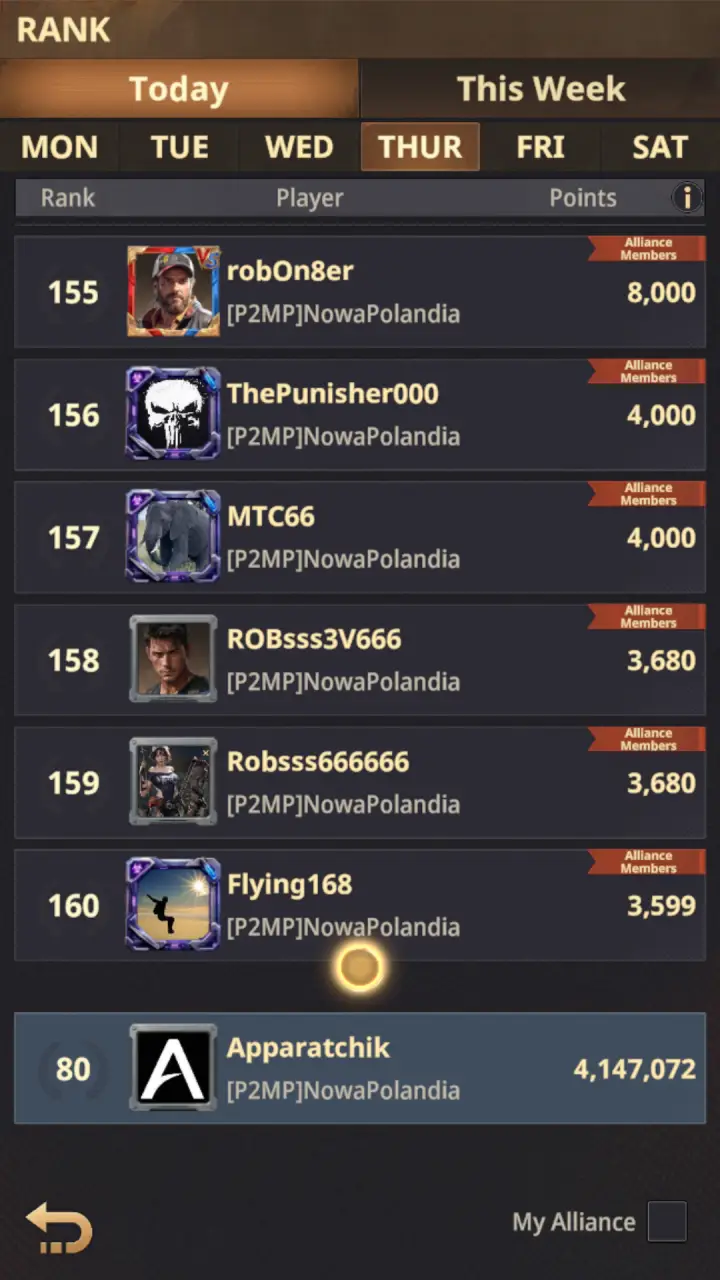 RANK
Today This Week
MON TUE WED THUR FRI SAT
Rank Player Points i
Alliance
Members
155 robOn8er 8,000
[P2MP]NowaPolandia
Alliance
Members
156 ThePunisher000 4,000
[P2MP]NowaPolandia
Alliance
Members
157 MTC66 4,000
[P2MP]NowaPolandia
Alliance
Members
158 ROBsss3V666 3,680
[P2MP]NowaPolandia
Alliance
Members
159 Robsss666666 3,680
[P2MP]NowaPolandia
Alliance
Members
160 Flying168 3,599
[P2MP]NowaPolandia
80 Apparatchik 4,147,072
[P2MP]NowaPolandia
My Alliance